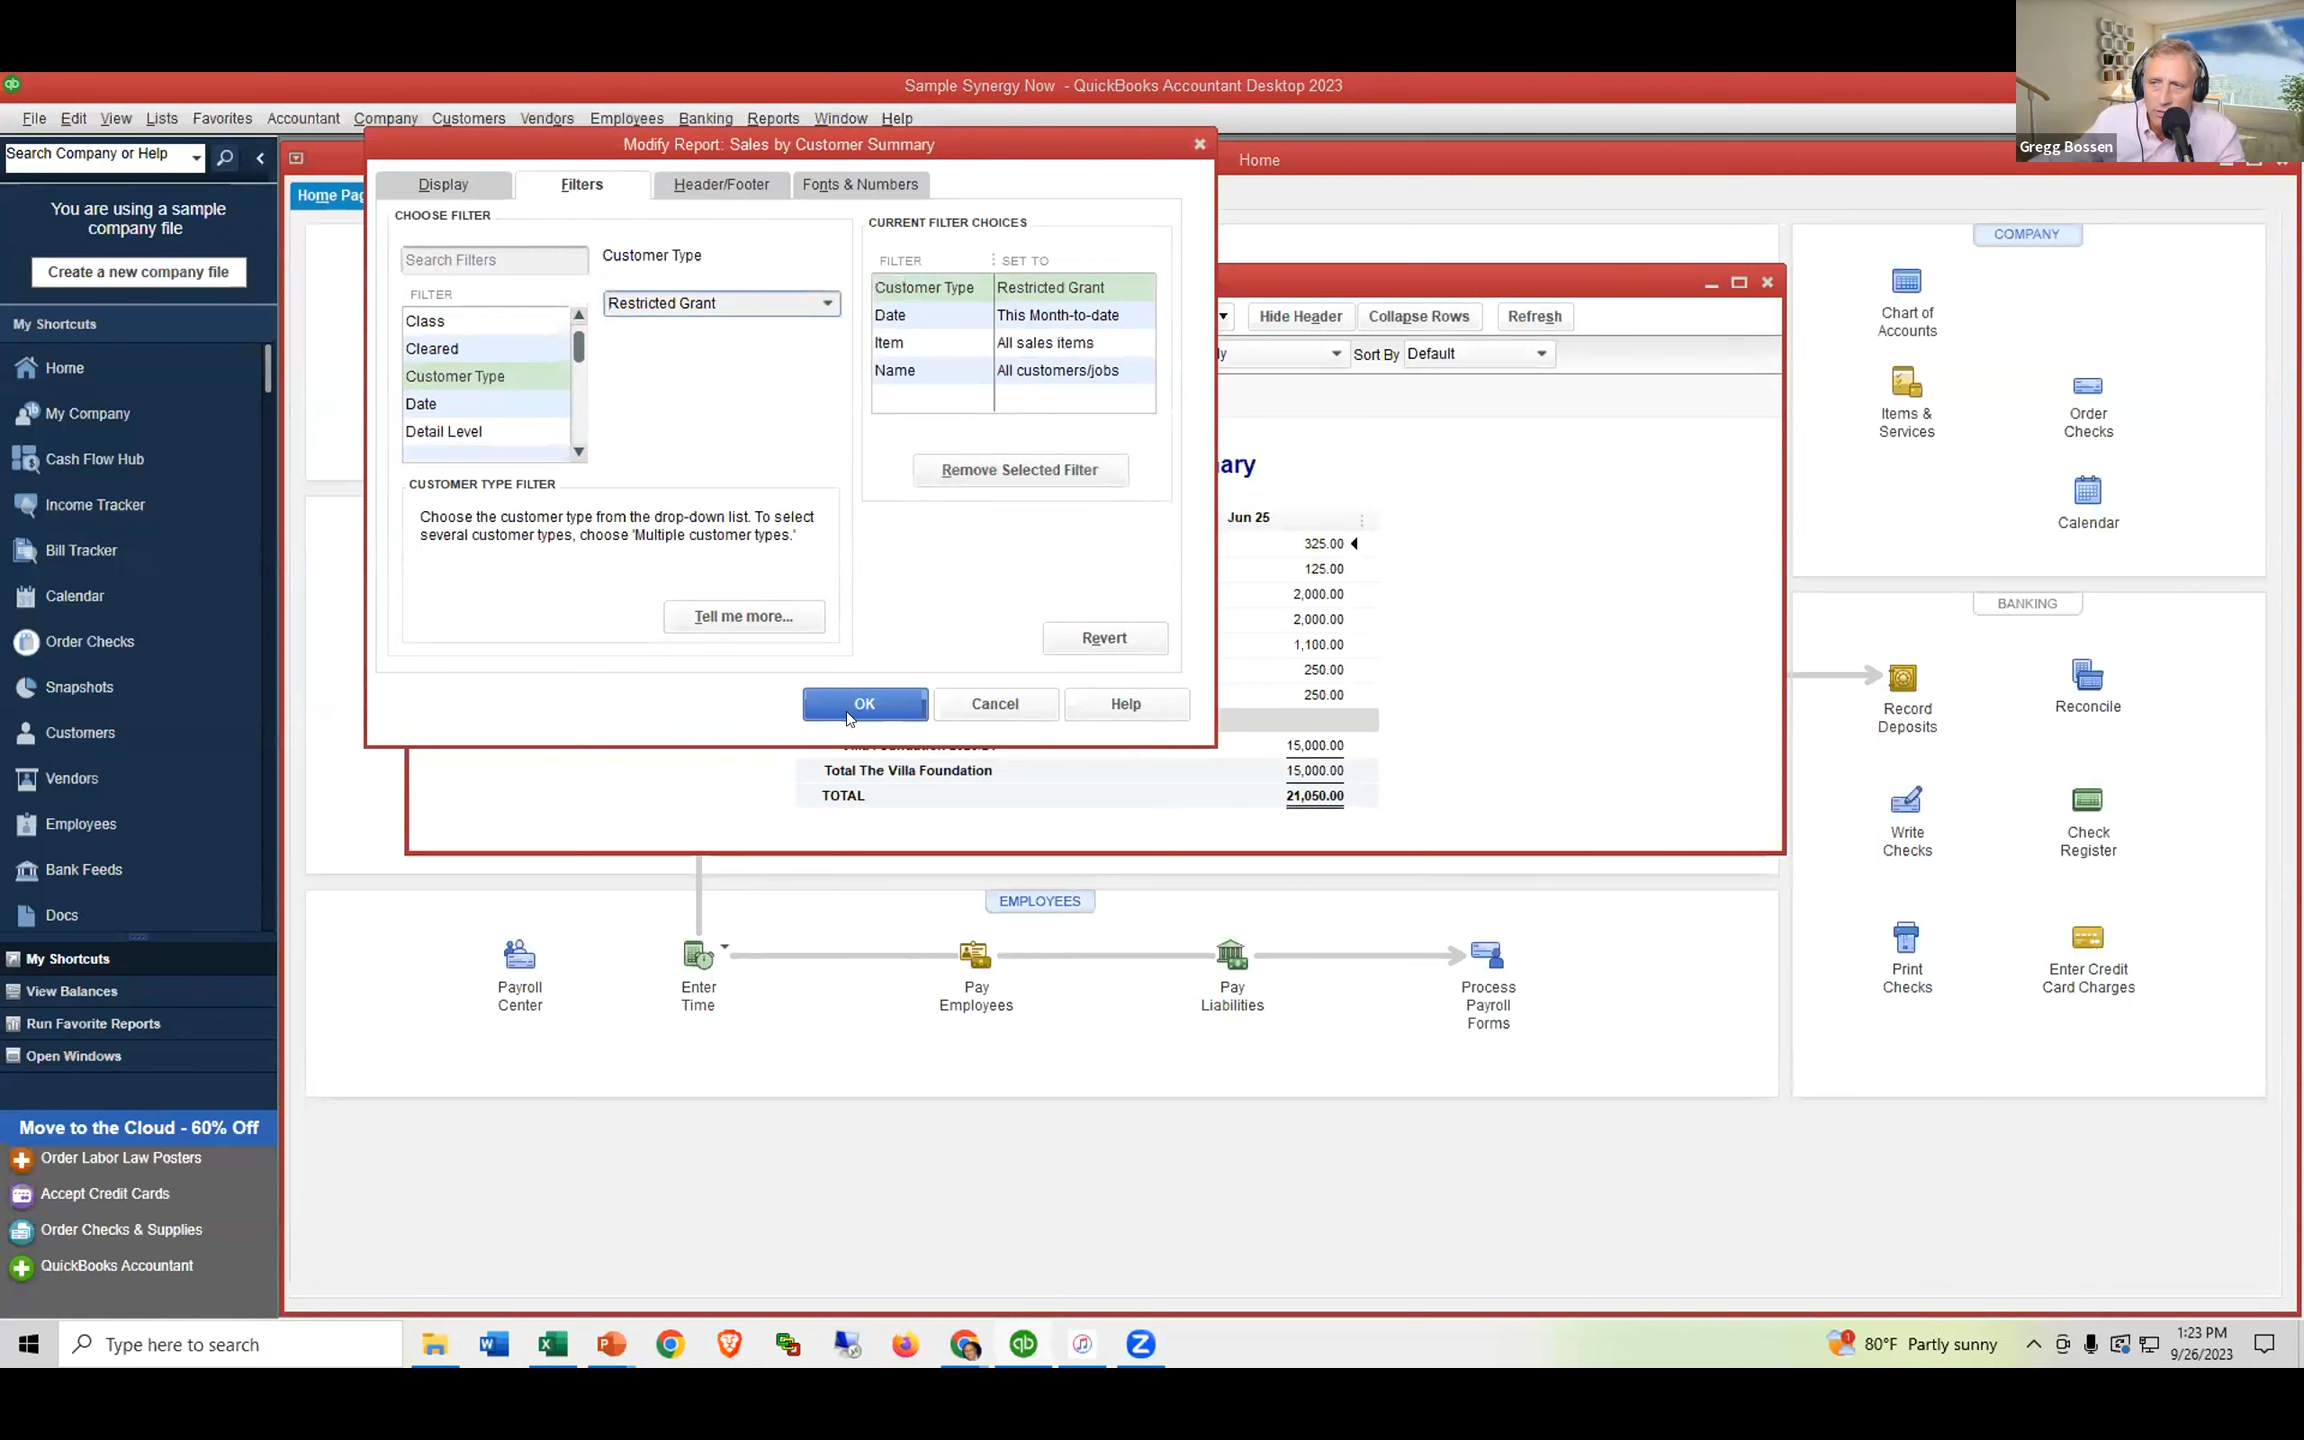 Sample Synergy Now - QuickBooks Accountant Desktop 2023
Gregg Bossen
File Edit View Lists Favorites Accountant Company Customers Vendors Employees Banking Reports Window Help
Search Company or Help
You are using a sample
company file
Create a new company file
My Shortcuts
Home
My Company
Cash Flow Hub
Income Tracker
Bill Tracker
Calendar
Order Checks
Snapshots
Customers
Vendors
Employees
Bank Feeds
Docs
My Shortcuts
View Balances
Run Favorite Reports
Open Windows
Move to the Cloud - 60% Off
Order Labor Law Posters
Accept Credit Cards
Order Checks & Supplies
QuickBooks Accountant
Home
Modify Report: Sales by Customer Summary
Display Filters Header/Footer Fonts & Numbers
CHOOSE FILTER
Search Filters
Customer Type
FILTER
Restricted Grant
Class
Cleared
Customer Type
Date
Detail Level
CUSTOMER TYPE FILTER
Choose the customer type from the drop-down list. To select
several customer types, choose 'Multiple customer types.'
Tell me more...
CURRENT FILTER CHOICES
FILTER SET TO
Customer Type Restricted Grant
Date This Month-to-date
Item All sales items
Name All customers/jobs
Remove Selected Filter
Revert
OK Cancel Help
Hide Header Collapse Rows Refresh
Sort By Default
Jun 25
325.00
125.00
2,000.00
2,000.00
1,100.00
250.00
250.00
15,000.00
Total The Villa Foundation 15,000.00
TOTAL 21,050.00
COMPANY
Chart of
Accounts
Items &
Services
Order
Checks
Calendar
BANKING
Record
Deposits
Reconcile
Write
Checks
Check
Register
Print
Checks
Enter Credit
Card Charges
EMPLOYEES
Payroll
Center
Enter
Time
Pay
Employees
Pay
Liabilities
Process
Payroll
Forms
Type here to search
80°F Partly sunny
1:23 PM
9/26/2023